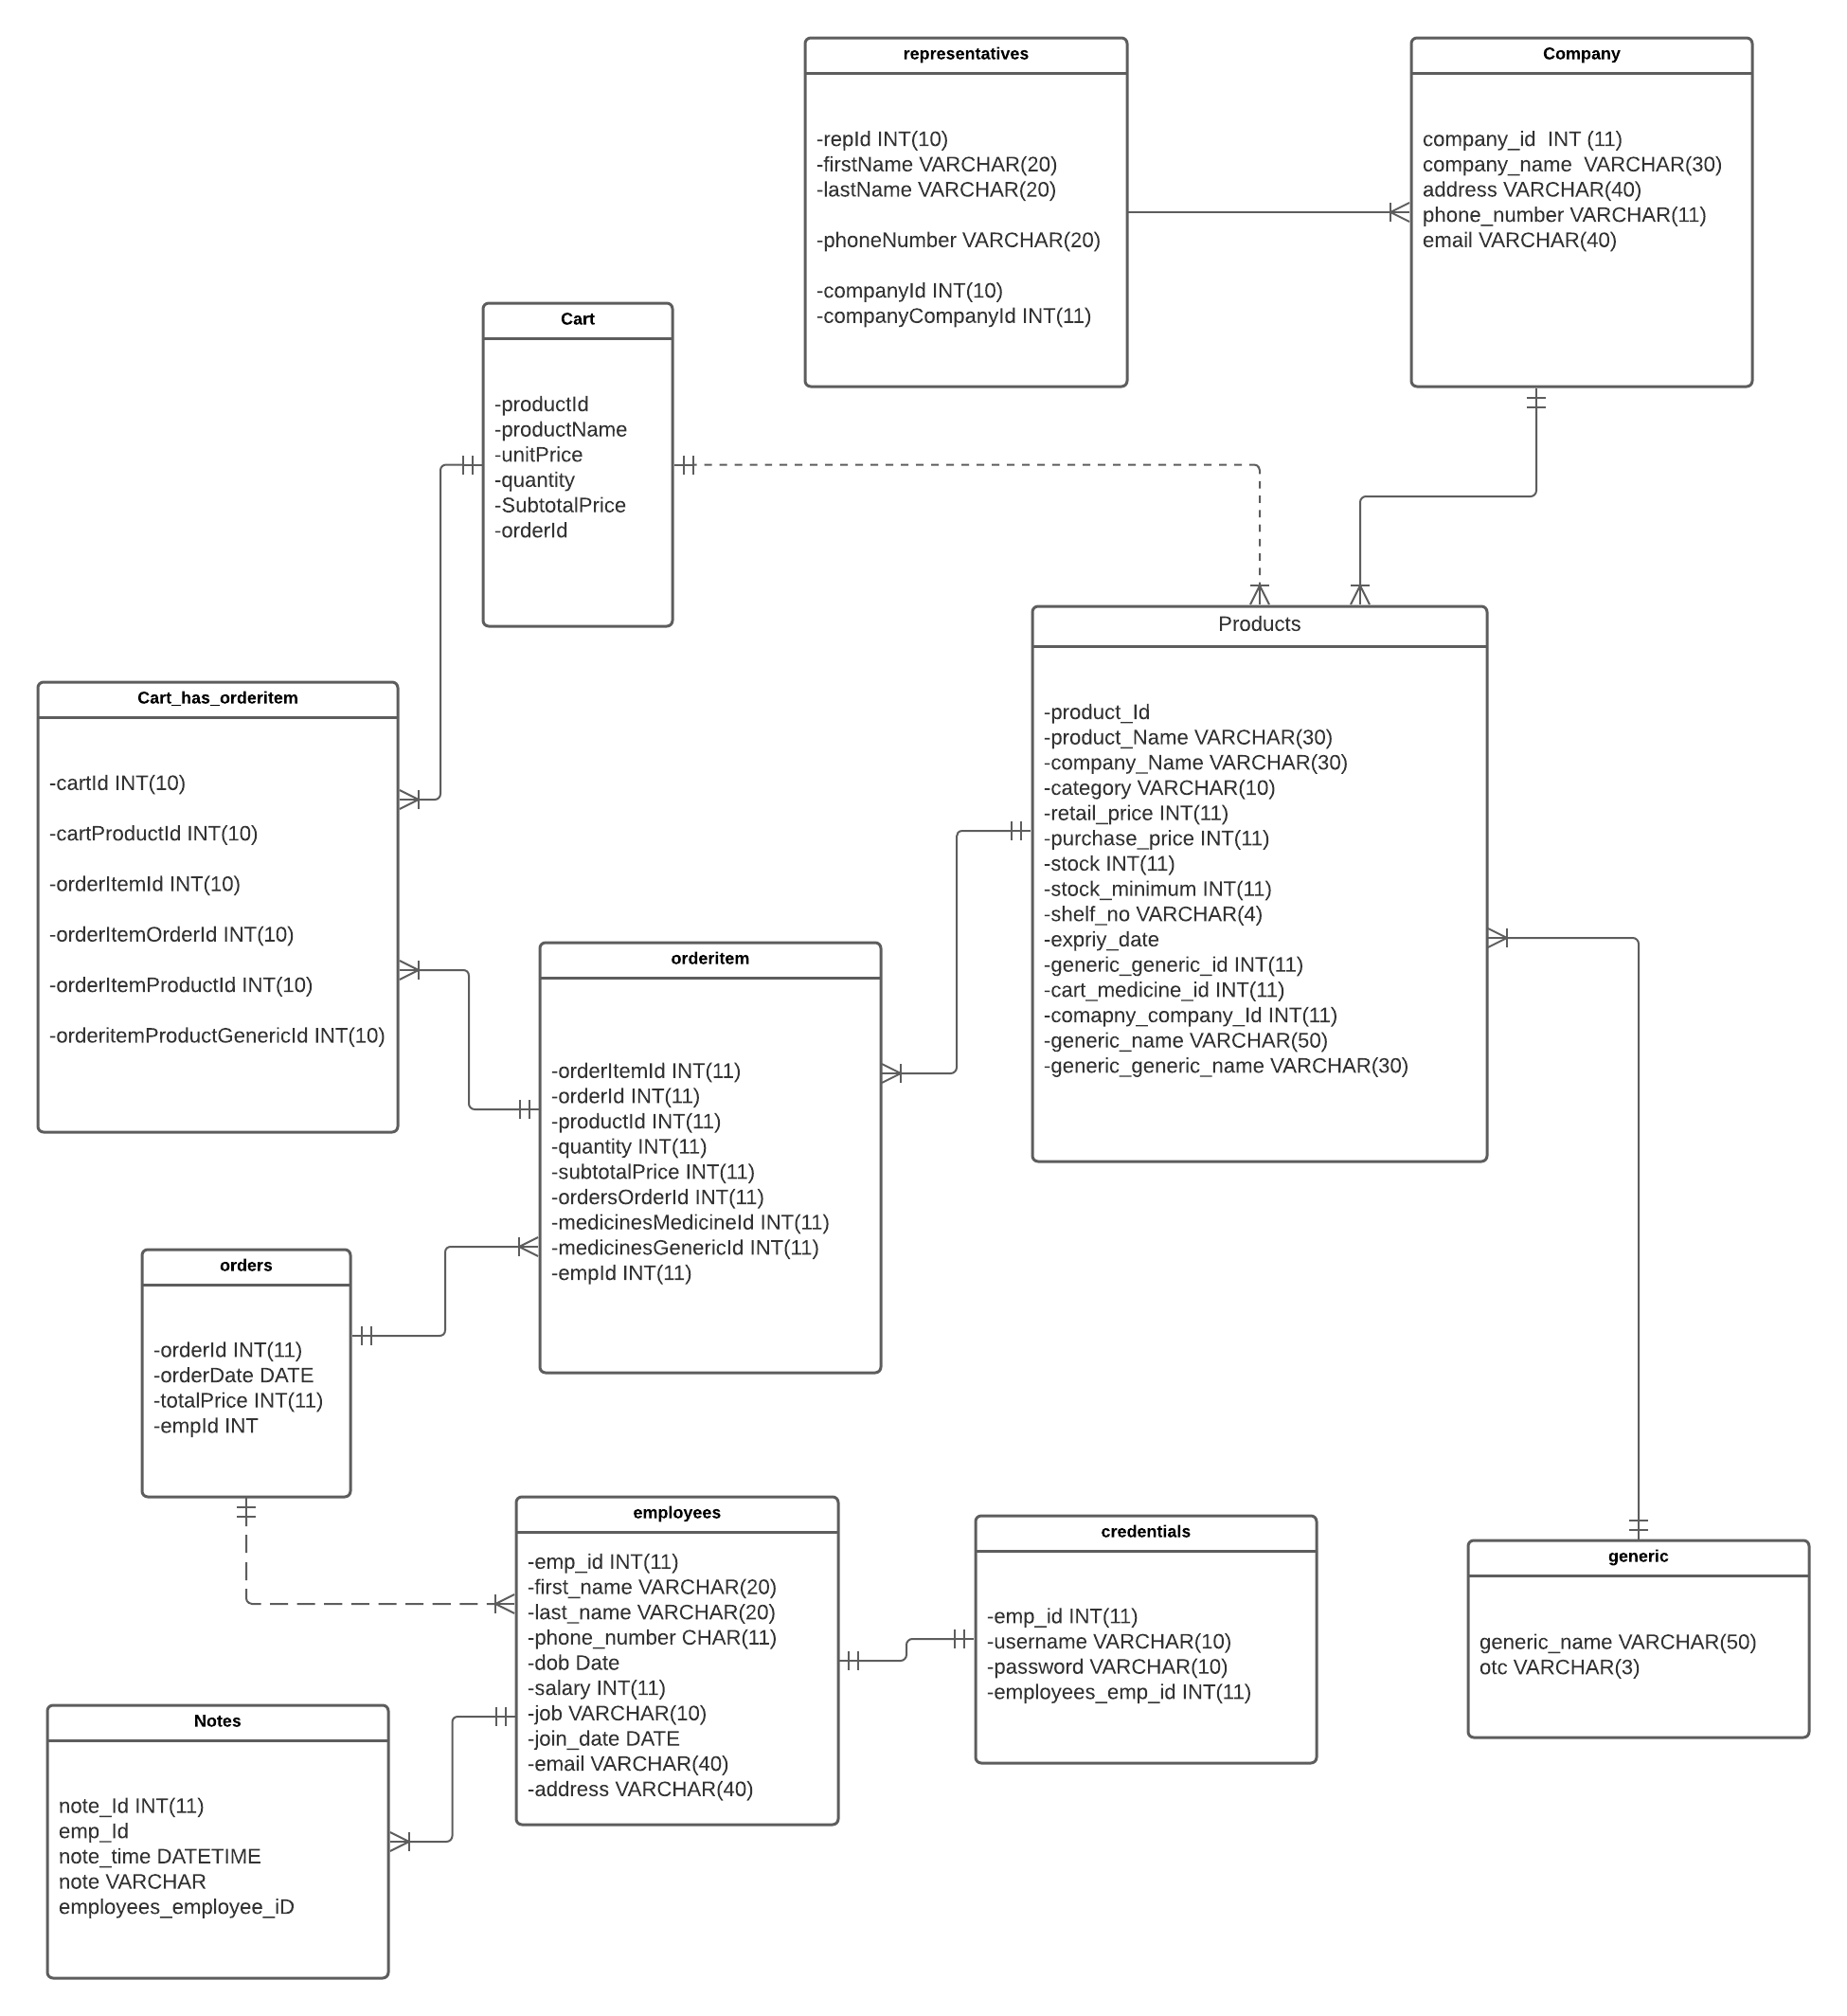 representatives
-repId INT(10)
-firstName VARCHAR(20)
-lastName VARCHAR(20)
-phoneNumber VARCHAR(20)
-companyId INT(10)
-companyCompanyId INT(11)
Company
company_id  INT (11)
company_name  VARCHAR(30)
address VARCHAR(40)
phone_number VARCHAR(11)
email VARCHAR(40)
Cart
-productId
-productName
-unitPrice
-quantity
-SubtotalPrice
-orderId
Products
-product_Id
-product_Name VARCHAR(30)
-company_Name VARCHAR(30)
-category VARCHAR(10)
-retail_price INT(11)
-purchase_price INT(11)
-stock INT(11)
-stock_minimum INT(11)
-shelf_no VARCHAR(4)
-expriy_date
-generic_generic_id INT(11)
-cart_medicine_id INT(11)
-comapny_company_Id INT(11)
-generic_name VARCHAR(50)
-generic_generic_name VARCHAR(30)
Cart_has_orderitem
-cartId INT(10)
-cartProductId INT(10)
-orderItemId INT(10)
-orderItemOrderId INT(10)
-orderItemProductId INT(10)
-orderitemProductGenericId INT(10)
orderitem
-orderItemId INT(11)
-orderId INT(11)
-productId INT(11)
-quantity INT(11)
-subtotalPrice INT(11)
-ordersOrderId INT(11)
-medicinesMedicineId INT(11)
-medicinesGenericId INT(11)
-empId INT(11)
orders
-orderId INT(11)
-orderDate DATE
-totalPrice INT(11)
-empId INT
employees
-emp_id INT(11)
-first_name VARCHAR(20)
-last_name VARCHAR(20)
-phone_number CHAR(11)
-dob Date
-salary INT(11)
-job VARCHAR(10)
-join_date DATE
-email VARCHAR(40)
-address VARCHAR(40)
credentials
-emp_id INT(11)
-username VARCHAR(10)
-password VARCHAR(10)
-employees_emp_id INT(11)
generic
generic_name VARCHAR(50)
otc VARCHAR(3)
Notes
note_Id INT(11)
emp_Id
note_time DATETIME
note VARCHAR
employees_employee_iD